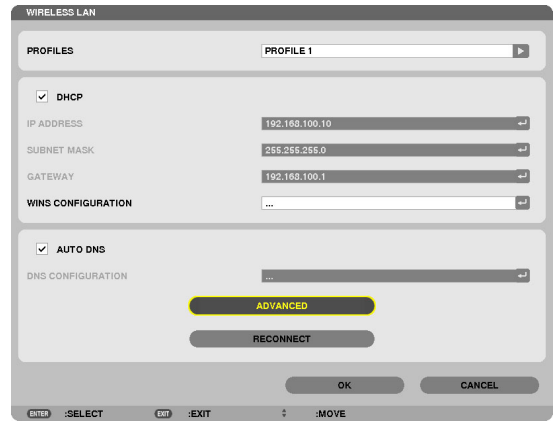 WIRELESS LAN
PROFILES PROFILE 1
DHCP
IP ADDRESS 192.168.100.10
SUBNET MASK 255.255.255.0
GATEWAY 192.168.100.1
WINS CONFIGURATION ...
AUTO DNS
DNS CONFIGURATION ...
ADVANCED
RECONNECT
OK CANCEL
ENTER :SELECT EXIT :EXIT :MOVE